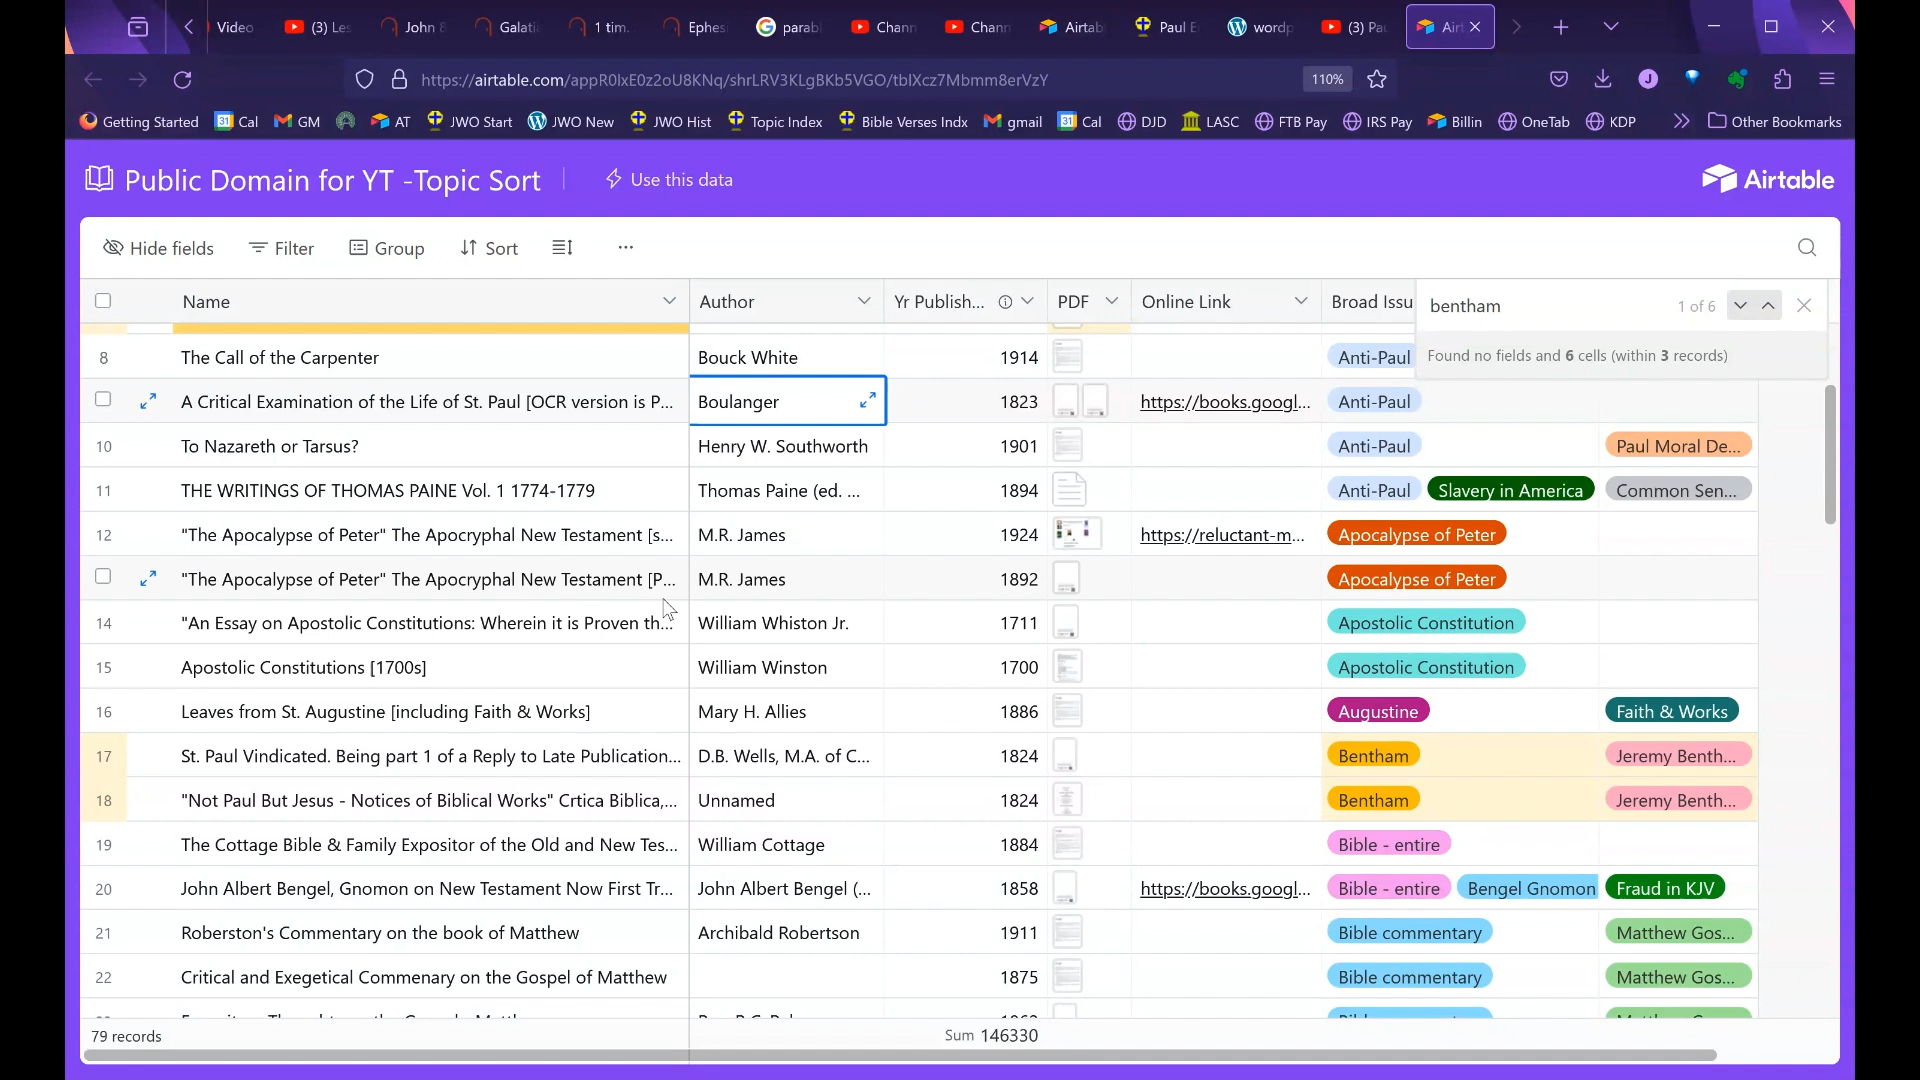 Video
(3) Les
John 8
Galatia
1 tim.
Ephes
parabl
Chann
Chann
Airtab
Paul E
wordp
(3) Pau
Airt
https://airtable.com/appR0lxE0z2oU8KNq/shrLRV3KLgBKb5VGO/tblXcz7Mbmm8erVzY
110%
J
Getting Started
31 Cal
GM
AT
JWO Start
JWO New
JWO Hist
Topic Index
Bible Verses Indx
gmail
31 Cal
DJD
LASC
FTB Pay
IRS Pay
Billin
OneTab
KDP
Other Bookmarks
Public Domain for YT -Topic Sort
Use this data
Airtable
Hide fields
Filter
Group
Sort
Name
Author
Yr Publish...
PDF
Online Link
Broad Issu
bentham
1 of 6
Found no fields and 6 cells (within 3 records)
8 The Call of the Carpenter Bouck White 1914 Anti-Paul
A Critical Examination of the Life of St. Paul [OCR version is P... Boulanger 1823 https://books.googl... Anti-Paul
10 To Nazareth or Tarsus? Henry W. Southworth 1901 Anti-Paul Paul Moral De...
11 THE WRITINGS OF THOMAS PAINE Vol. 1 1774-1779 Thomas Paine (ed. ... 1894 Anti-Paul Slavery in America Common Sen...
12 "The Apocalypse of Peter" The Apocryphal New Testament [s... M.R. James 1924 https://reluctant-m... Apocalypse of Peter
"The Apocalypse of Peter" The Apocryphal New Testament [P... M.R. James 1892 Apocalypse of Peter
14 "An Essay on Apostolic Constitutions: Wherein it is Proven th... William Whiston Jr. 1711 Apostolic Constitution
15 Apostolic Constitutions [1700s] William Winston 1700 Apostolic Constitution
16 Leaves from St. Augustine [including Faith & Works] Mary H. Allies 1886 Augustine Faith & Works
17 St. Paul Vindicated. Being part 1 of a Reply to Late Publication... D.B. Wells, M.A. of C... 1824 Bentham Jeremy Benth...
18 "Not Paul But Jesus - Notices of Biblical Works" Crtica Biblica,... Unnamed 1824 Bentham Jeremy Benth...
19 The Cottage Bible & Family Expositor of the Old and New Tes... William Cottage 1884 Bible - entire
20 John Albert Bengel, Gnomon on New Testament Now First Tr... John Albert Bengel (... 1858 https://books.googl... Bible - entire Bengel Gnomon Fraud in KJV
21 Roberston's Commentary on the book of Matthew Archibald Robertson 1911 Bible commentary Matthew Gos...
22 Critical and Exegetical Commenary on the Gospel of Matthew 1875 Bible commentary Matthew Gos...
79 records
Sum 146330